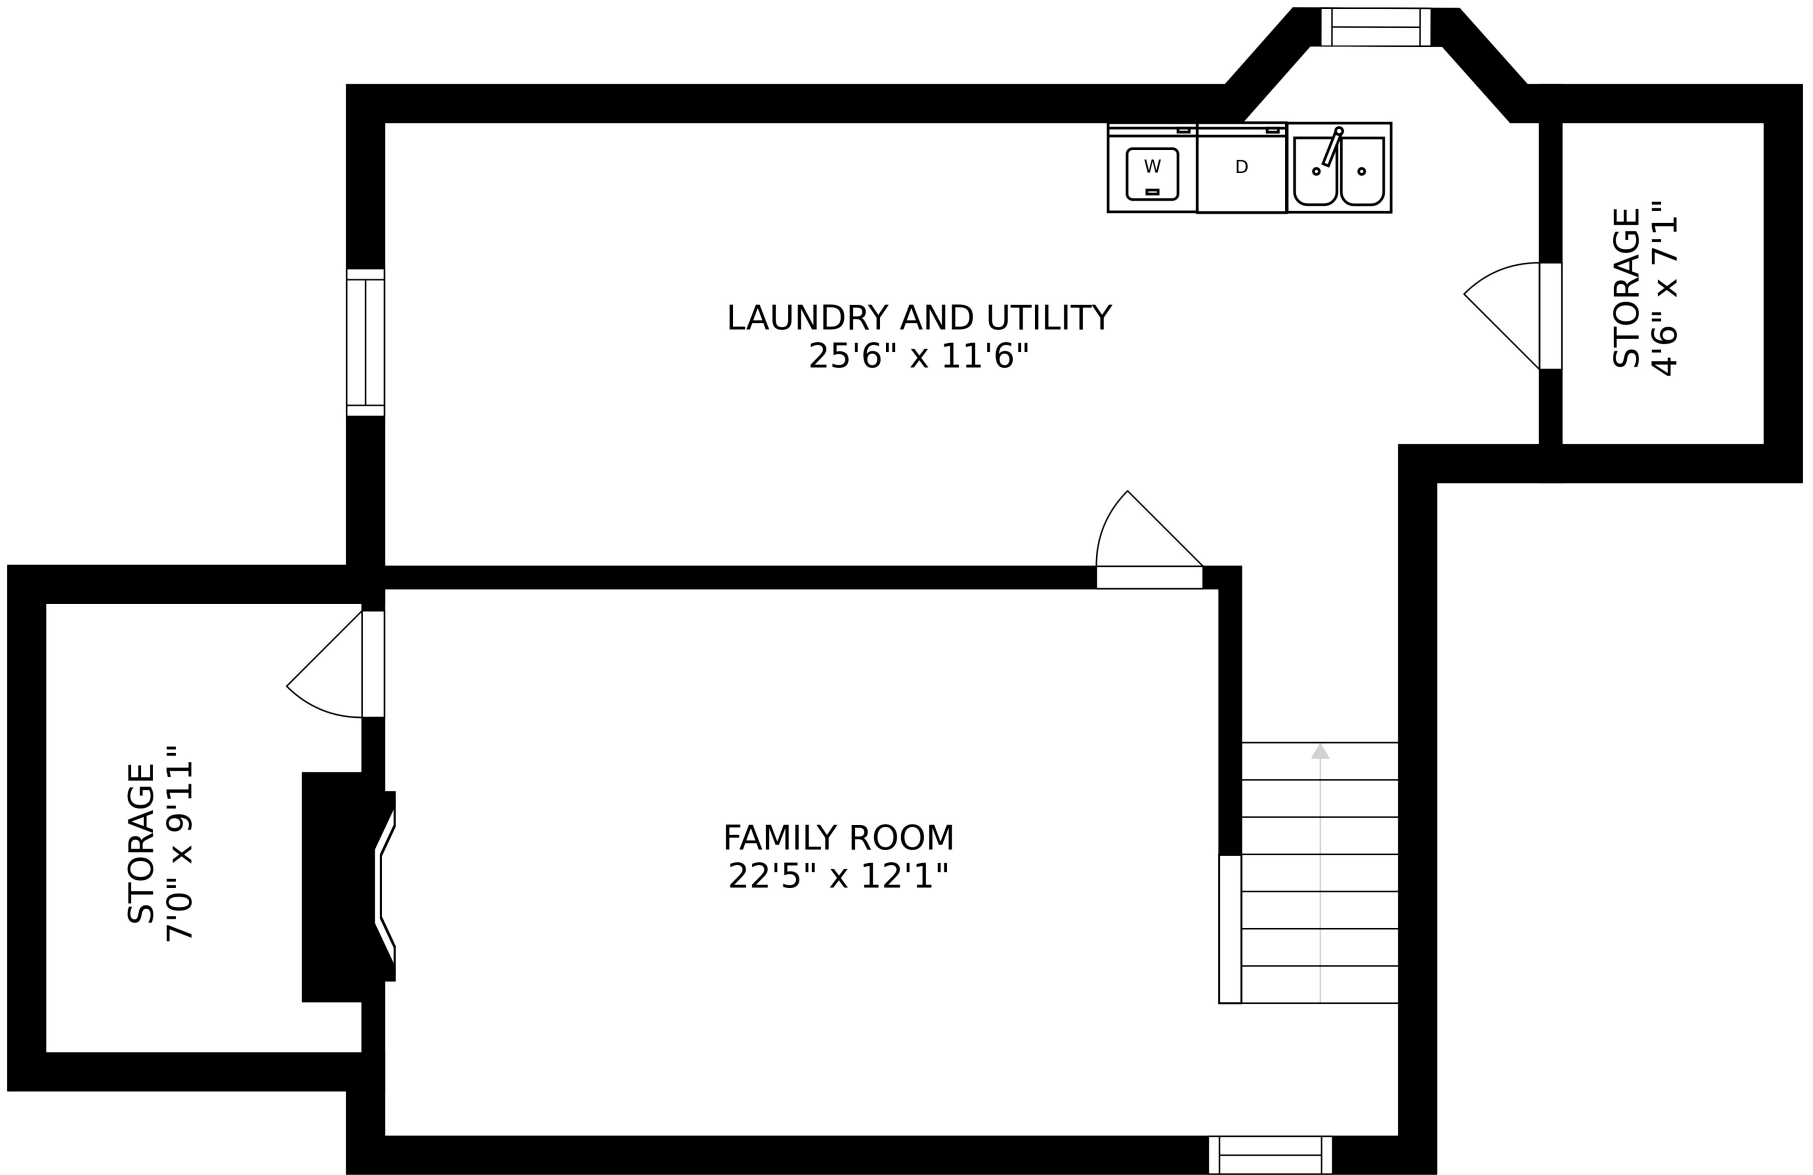 W
D
LAUNDRY AND UTILITY
25'6" x 11'6"
STORAGE
4'6" x 7'1"
STORAGE
7'0" x 9'11"
FAMILY ROOM
22'5" x 12'1"